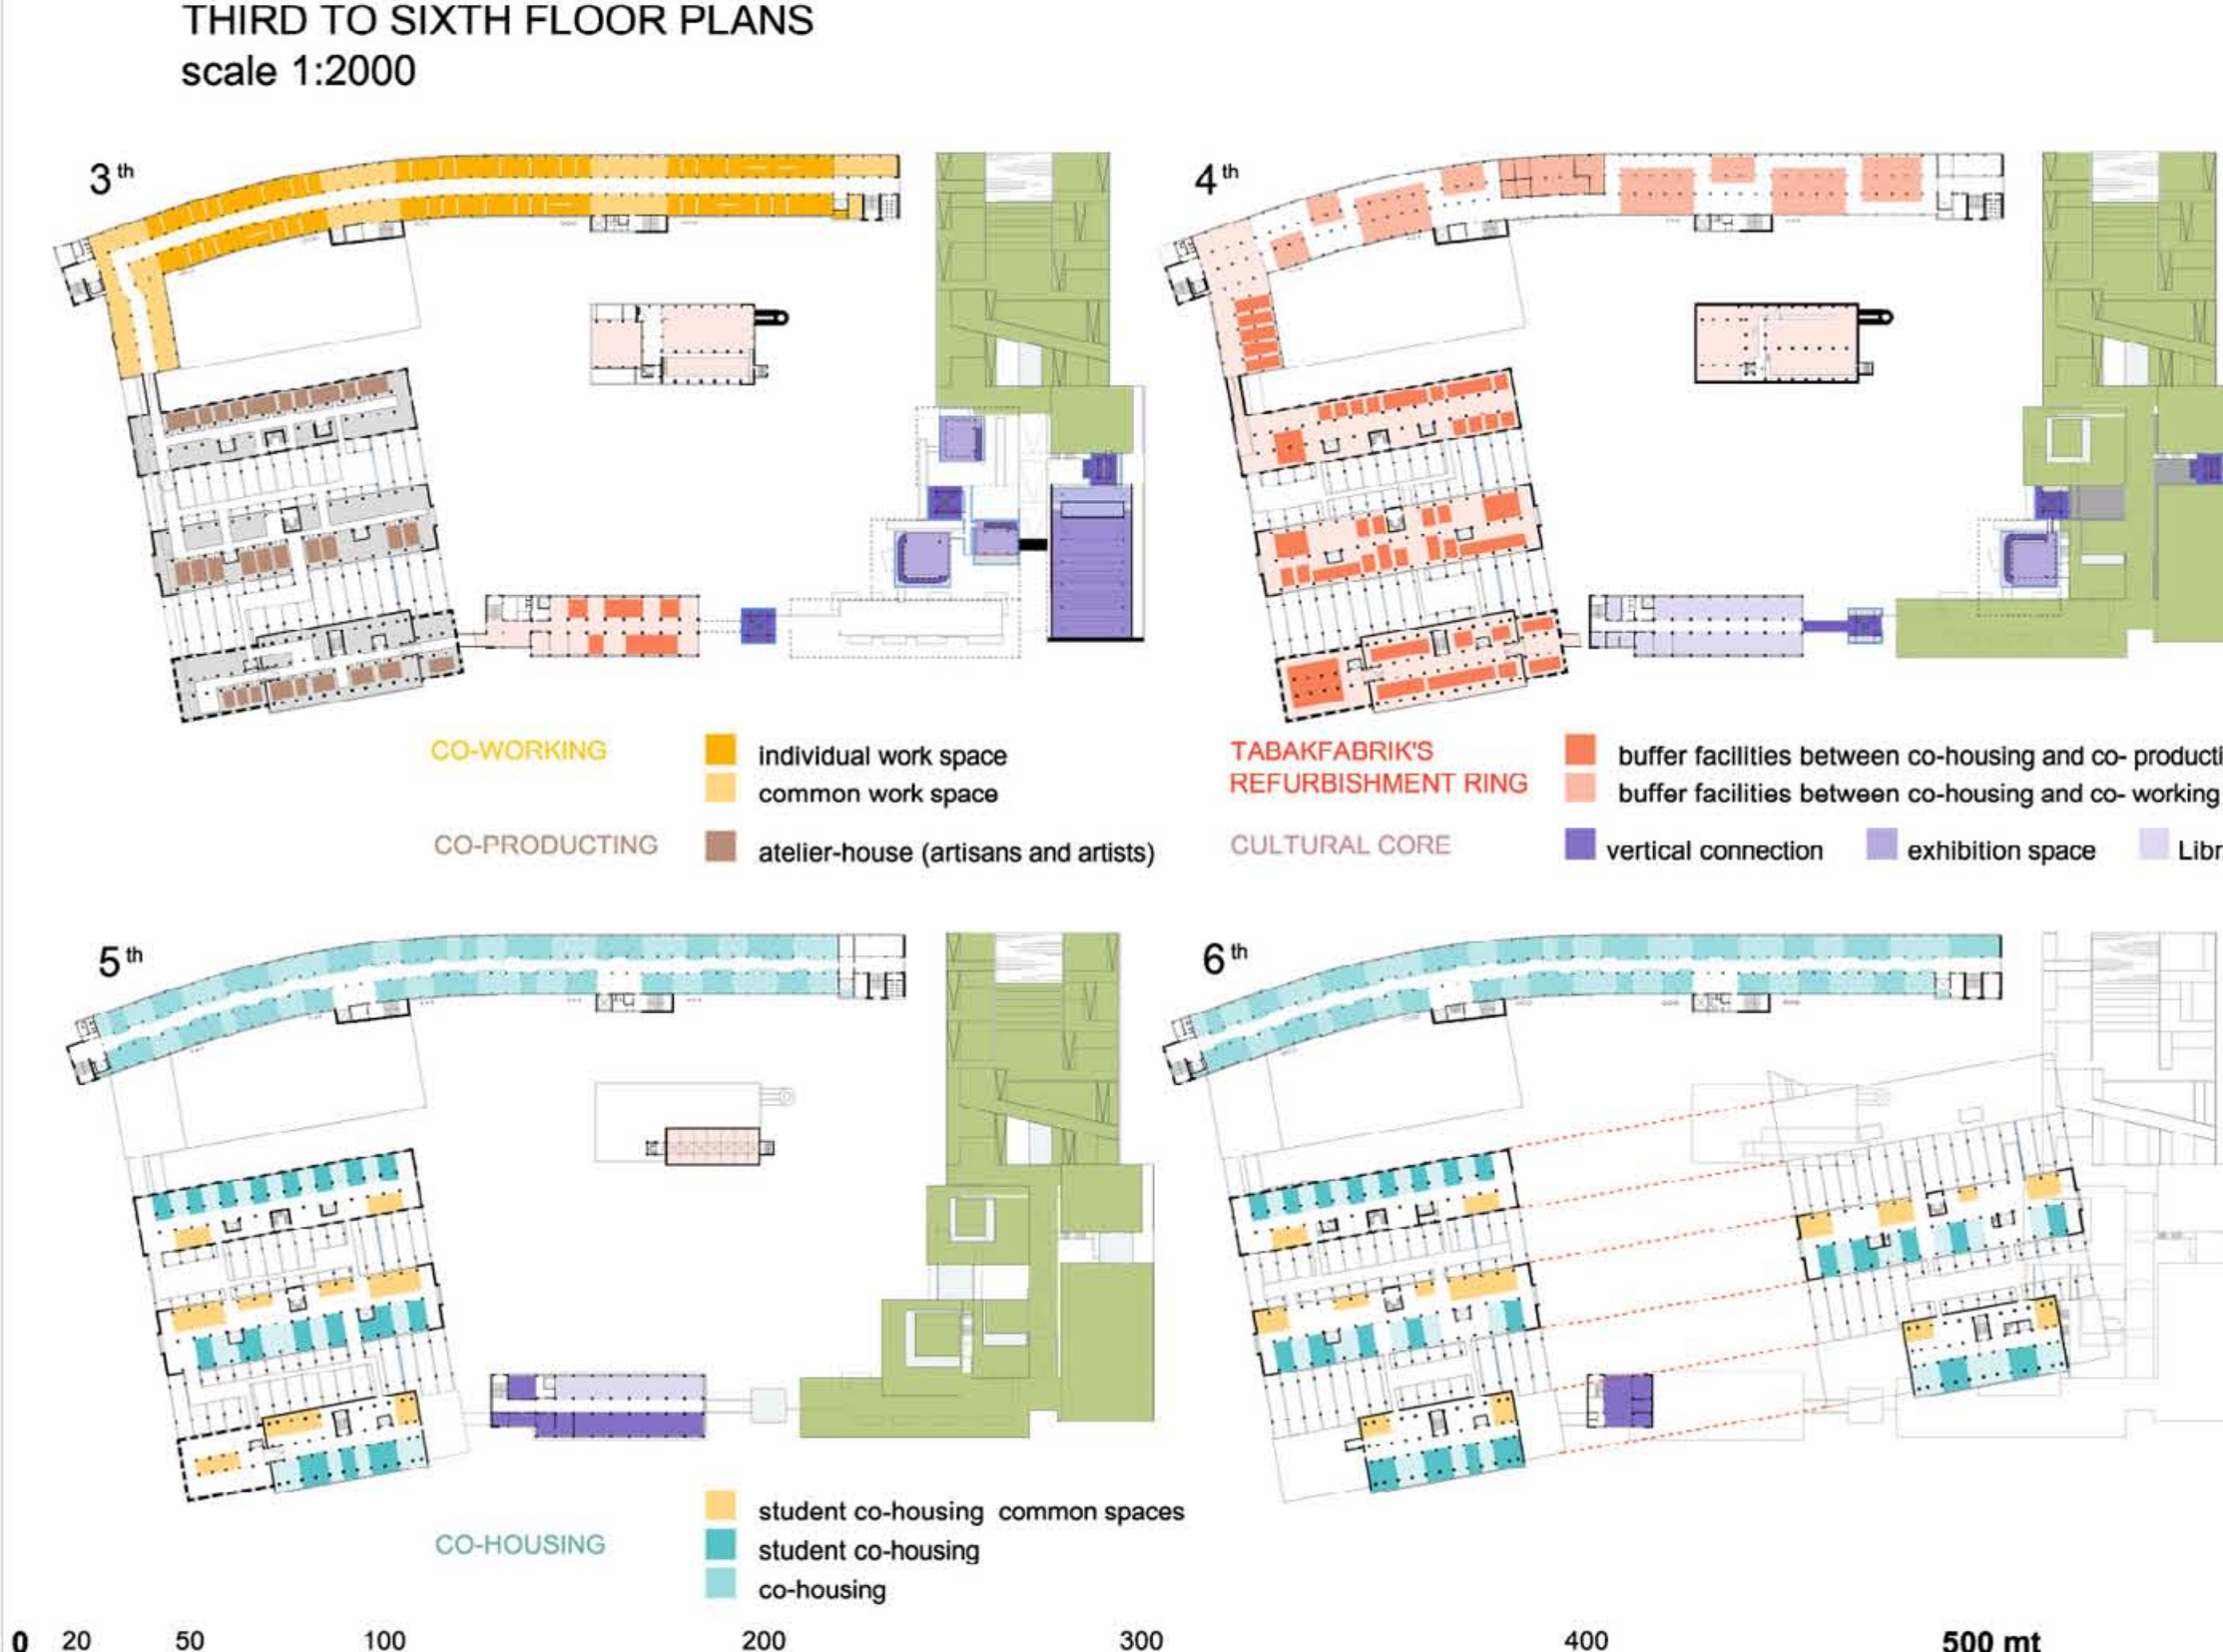 THIRD TO SIXTH FLOOR PLANS
scale 1:2000
3 th
4 th
CO-WORKING
individual work space
common work space
CO-PRODUCTING
atelier-house (artisans and artists)
TABAKFABRIK'S
REFURBISHMENT RING
buffer facilities between co-housing and co- producti
buffer facilities between co-housing and co- working
CULTURAL CORE
vertical connection
exhibition space
Libr
5 th
6 th
CO-HOUSING
student co-housing common spaces
student co-housing
co-housing
0 20 50 100 200 300 400 500 mt